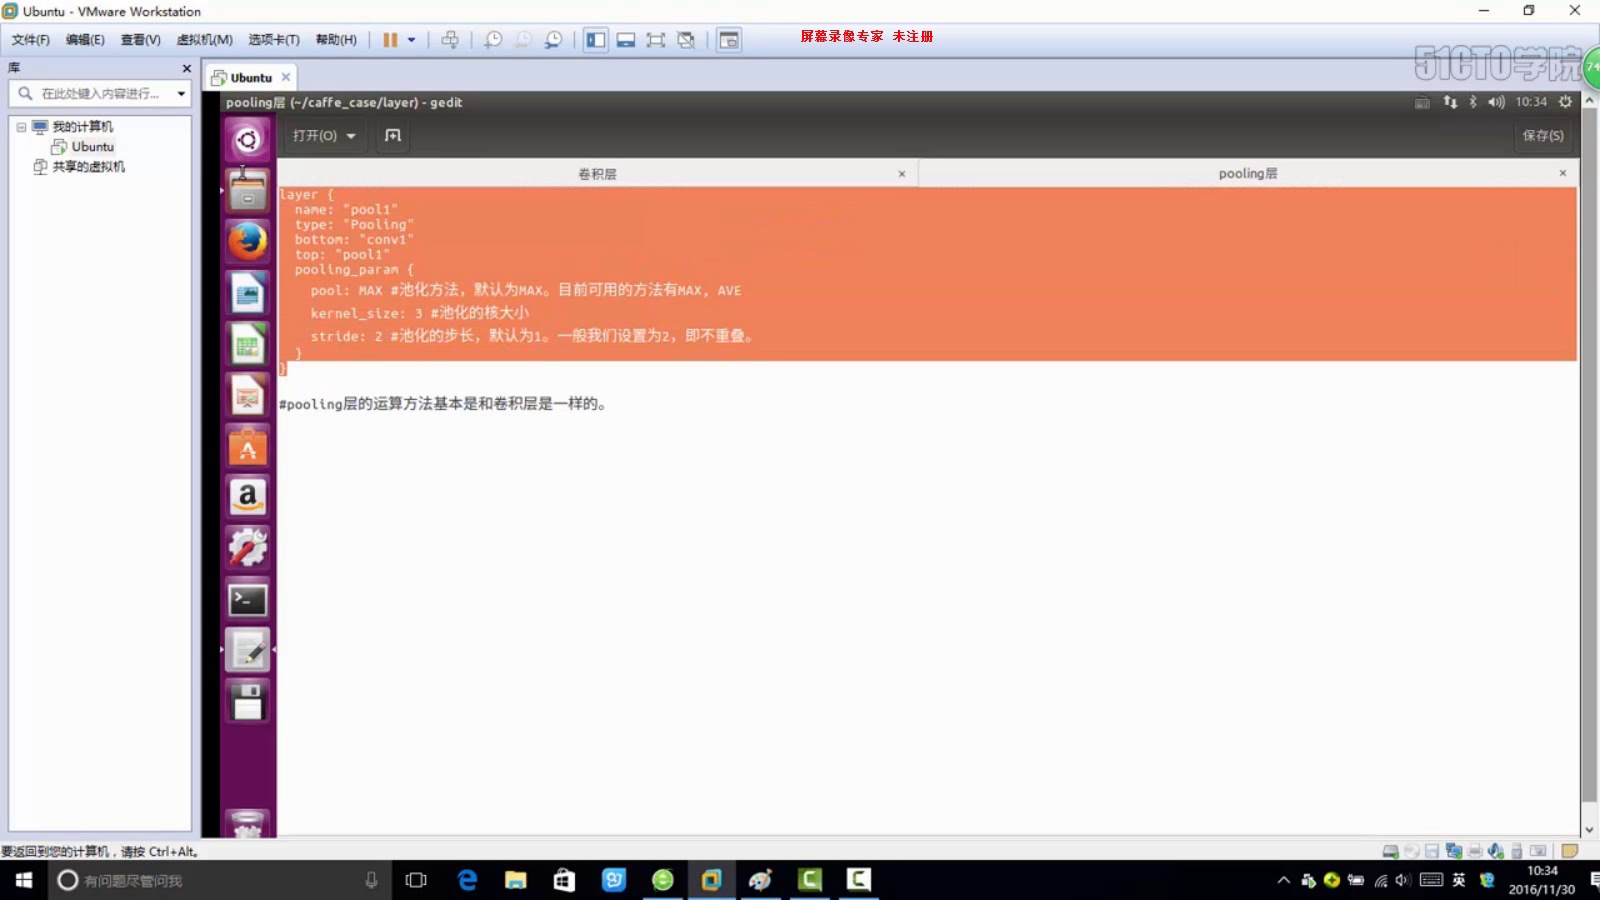 Ubuntu - VMware Workstation
文件(F) 编辑(E) 查看(V) 虚拟机(M) 选项卡(T) 帮助(H)
屏幕录像专家 未注册
51CTO学院
74
库
Ubuntu
在此处键入内容进行...
我的计算机
Ubuntu
共享的虚拟机
pooling层 (~/caffe_case/layer) - gedit
10:34
打开(O)
保存(S)
卷积层
pooling层
layer {
name: "pool1"
type: "Pooling"
bottom: "conv1"
top: "pool1"
pooling_param {
pool: MAX #池化方法，默认为MAX。目前可用的方法有MAX, AVE
kernel_size: 3 #池化的核大小
stride: 2 #池化的步长，默认为1。一般我们设置为2，即不重叠。
}
}
#pooling层的运算方法基本是和卷积层是一样的。
要返回到您的计算机，请按 Ctrl+Alt。
有问题尽管问我
英
10:34
2016/11/30